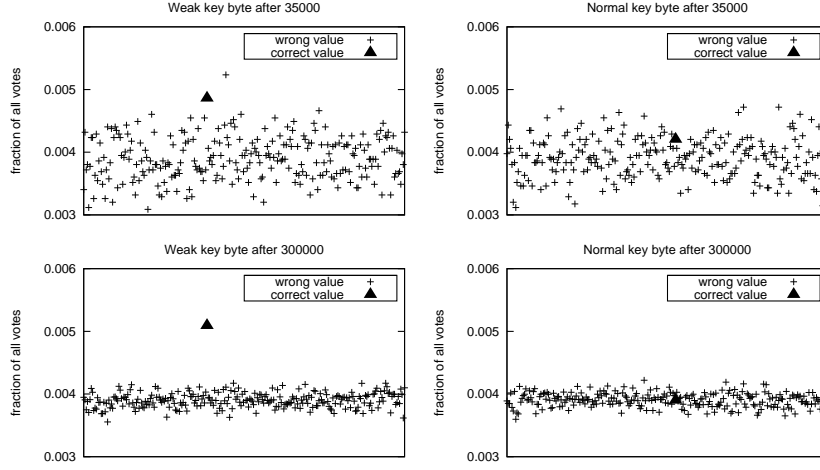 Weak key byte after 35000
0.006
0.005
0.004
0.003
fraction of all votes
wrong value
correct value
Normal key byte after 35000
0.006
0.005
0.004
0.003
fraction of all votes
wrong value
correct value
Weak key byte after 300000
0.006
0.005
0.004
0.003
fraction of all votes
wrong value
correct value
Normal key byte after 300000
0.006
0.005
0.004
0.003
fraction of all votes
wrong value
correct value